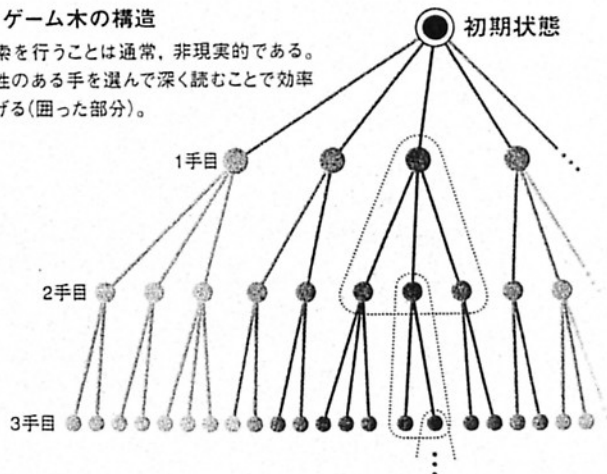 ゲーム木の構造
索を行うことは通常，非現実的である。
性のある手を選んで深く読むことで効率
げる(囲った部分)。
初期状態
1手目
2手目
3手目